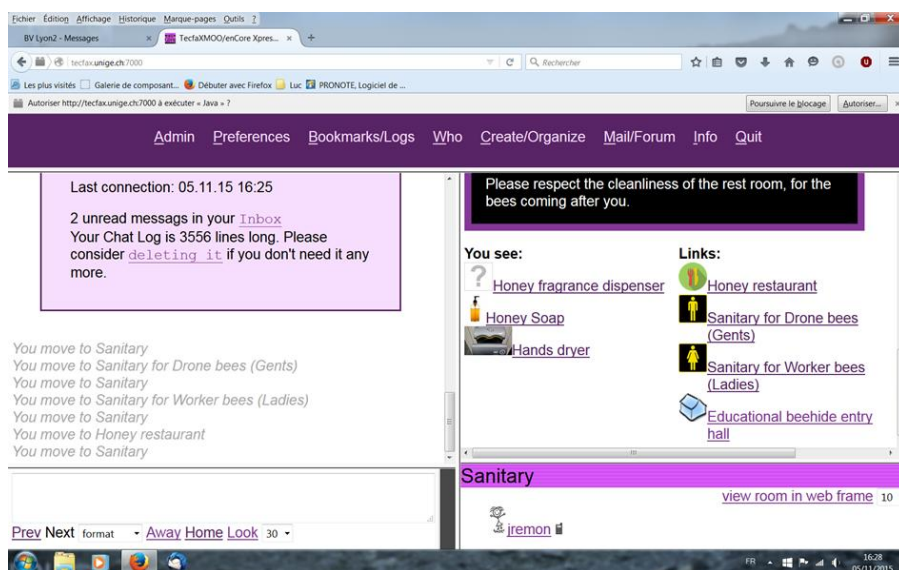 Fichier Édition Affichage Historique Marque-pages Outils ?
BV Lyon2 - Messages × TecfaXMOO/enCore Xpres... × +
tecfax.unige.ch:7000 Rechercher
Les plus visités Galerie de composant... Débuter avec Firefox Luc PRONOTE, Logiciel de ...
Autoriser http://tecfax.unige.ch:7000 à exécuter « Java » ? Poursuivre le blocage Autoriser... ×
Admin Preferences Bookmarks/Logs Who Create/Organize Mail/Forum Info Quit
Last connection: 05.11.15 16:25
2 unread messags in your Inbox
Your Chat Log is 3556 lines long. Please
consider deleting it if you don't need it any
more.
You move to Sanitary
You move to Sanitary for Drone bees (Gents)
You move to Sanitary
You move to Sanitary for Worker bees (Ladies)
You move to Sanitary
You move to Honey restaurant
You move to Sanitary
Prev Next format Away Home Look 30
Please respect the cleanliness of the rest room, for the
bees coming after you.
You see:
? Honey fragrance dispenser
Honey Soap
Hands dryer
Links:
Honey restaurant
Sanitary for Drone bees
(Gents)
Sanitary for Worker bees
(Ladies)
Educational beehide entry
hall
Sanitary
view room in web frame 10
jremon
FR 16:28
05/11/2015